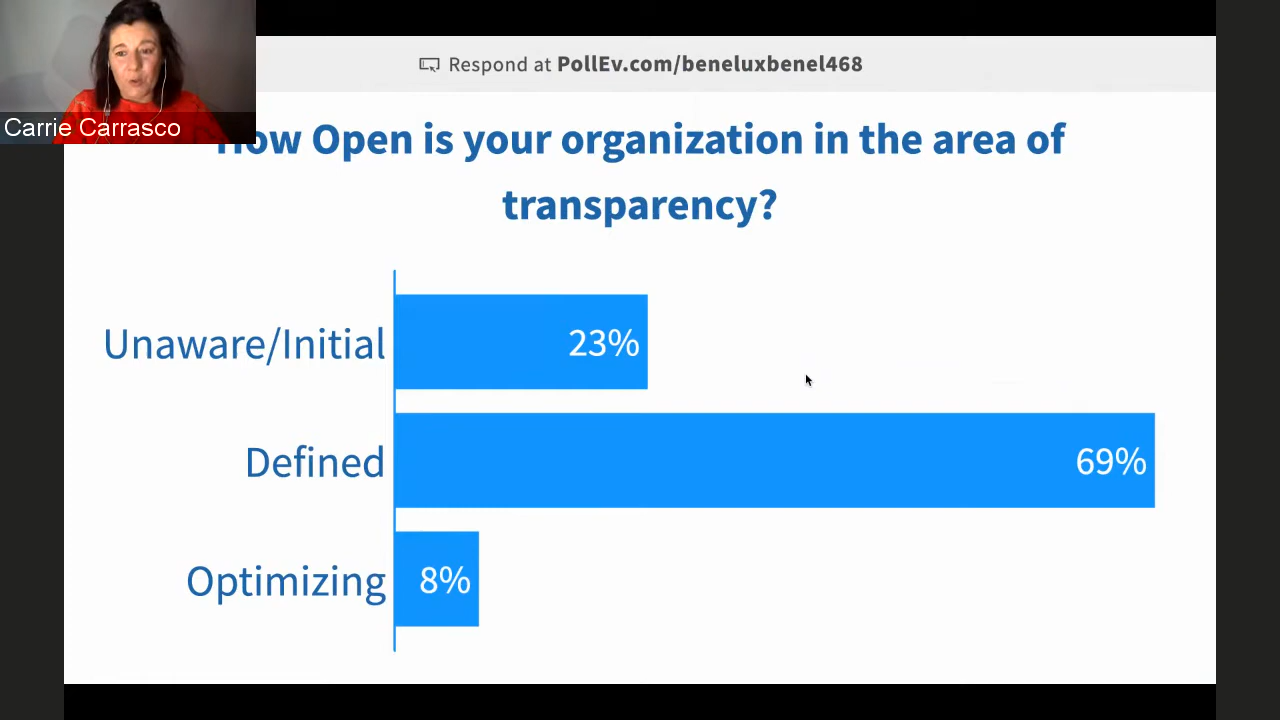 Respond at PollEv.com/beneluxbenel468
Carrie Carrasco
How Open is your organization in the area of
transparency?
Unaware/Initial
23%
Defined
69%
Optimizing
8%